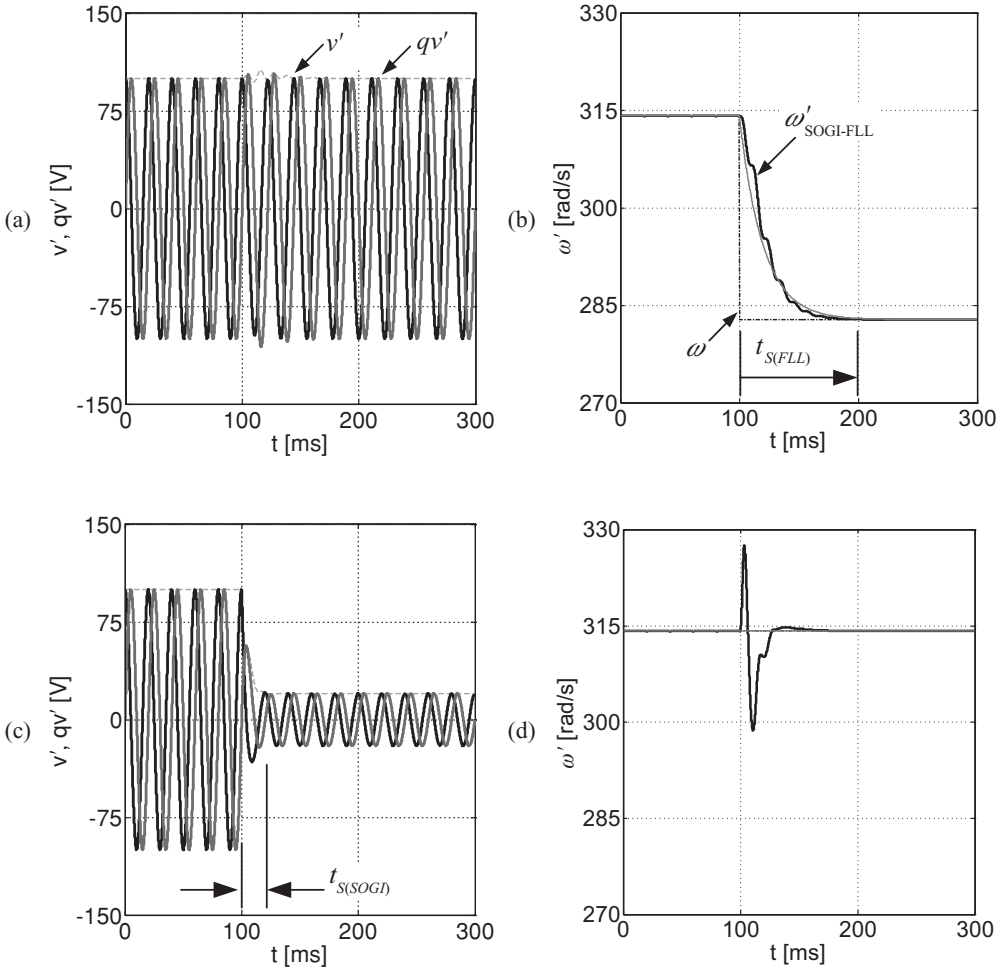 (a)
v', qv' [V]
150
75
0
-75
-150
v'
qv'
0 100 200 300
t [ms]
(b)
ω' [rad/s]
330
315
300
285
270
ω'SOGI-FLL
ω
tS(FLL)
0 100 200 300
t [ms]
(c)
v', qv' [V]
150
75
0
-75
-150
tS(SOGI)
0 100 200 300
t [ms]
(d)
ω' [rad/s]
330
315
300
285
270
0 100 200 300
t [ms]